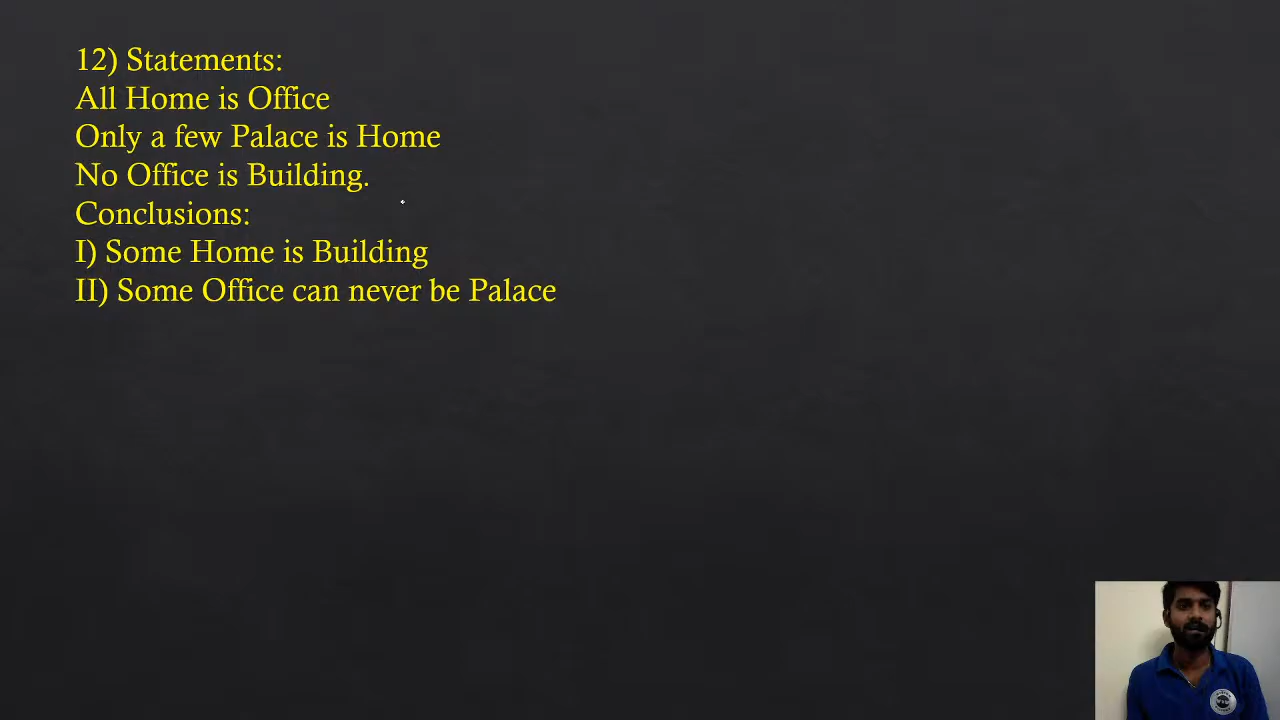 12) Statements:
All Home is Office
Only a few Palace is Home
No Office is Building.
Conclusions:
I) Some Home is Building
II) Some Office can never be Palace